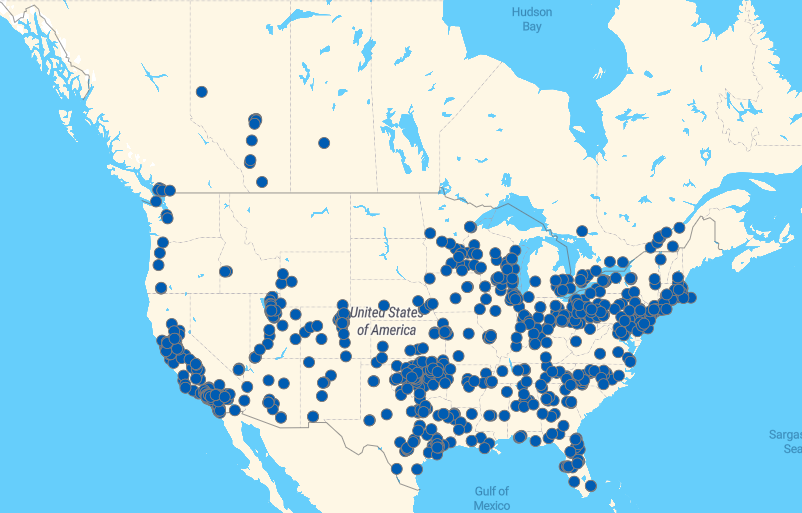 Hudson
Bay
United States
of America
Sargas
Sea
Gulf of
Mexico